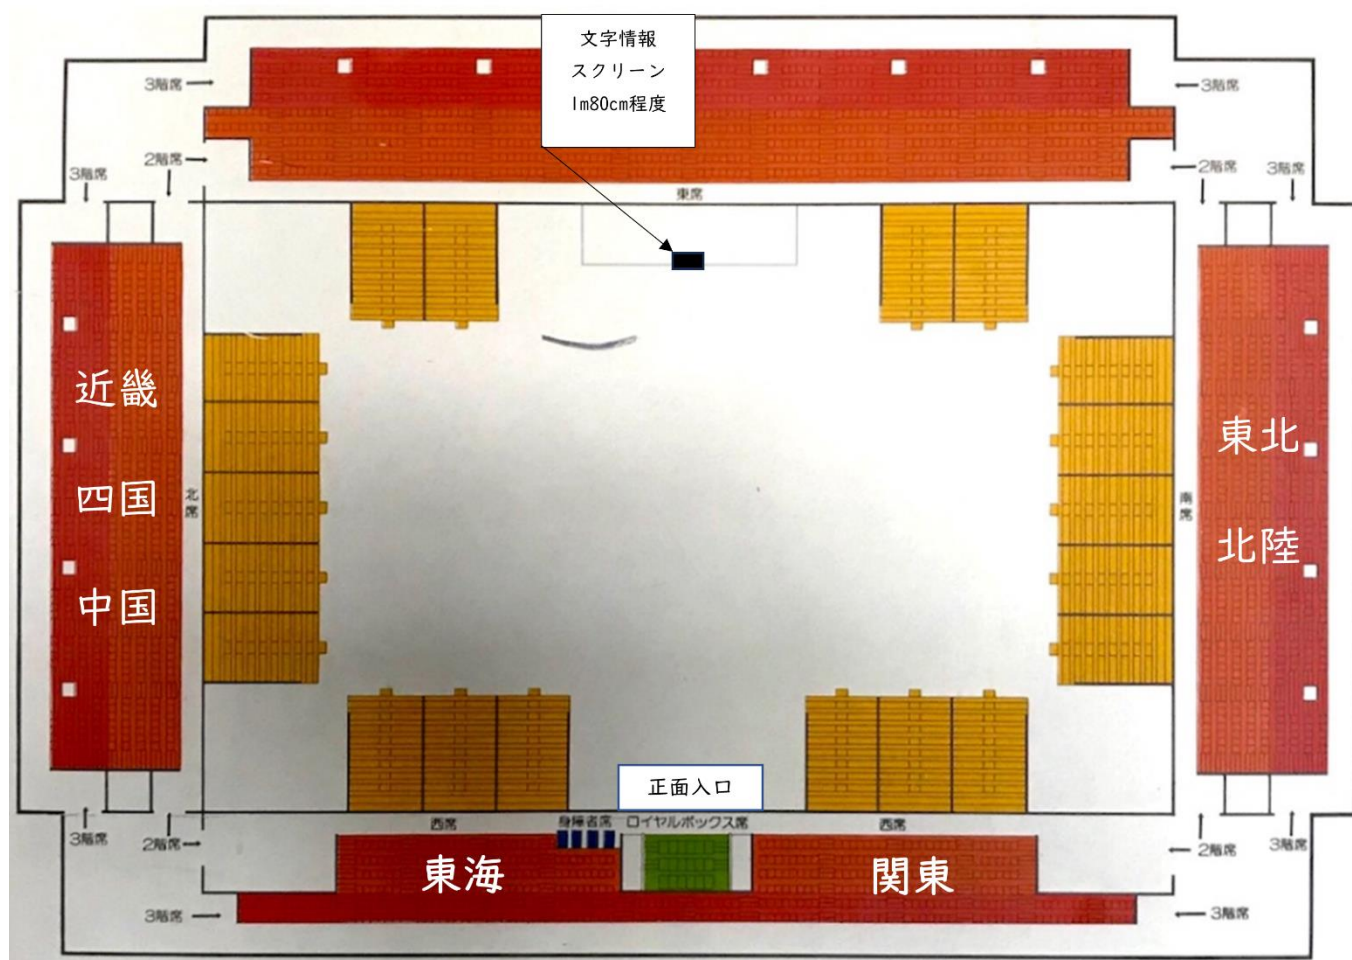 文字情報
スクリーン
1m80cm程度
3階席
3階席
2階席
2階席
3階席
3階席
東席
近畿
四国
中国
北席
東北
北陸
南席
正面入口
西席
身障者席
ロイヤルボックス席
西席
東海
関東
3階席
2階席
2階席
3階席
3階席
3階席